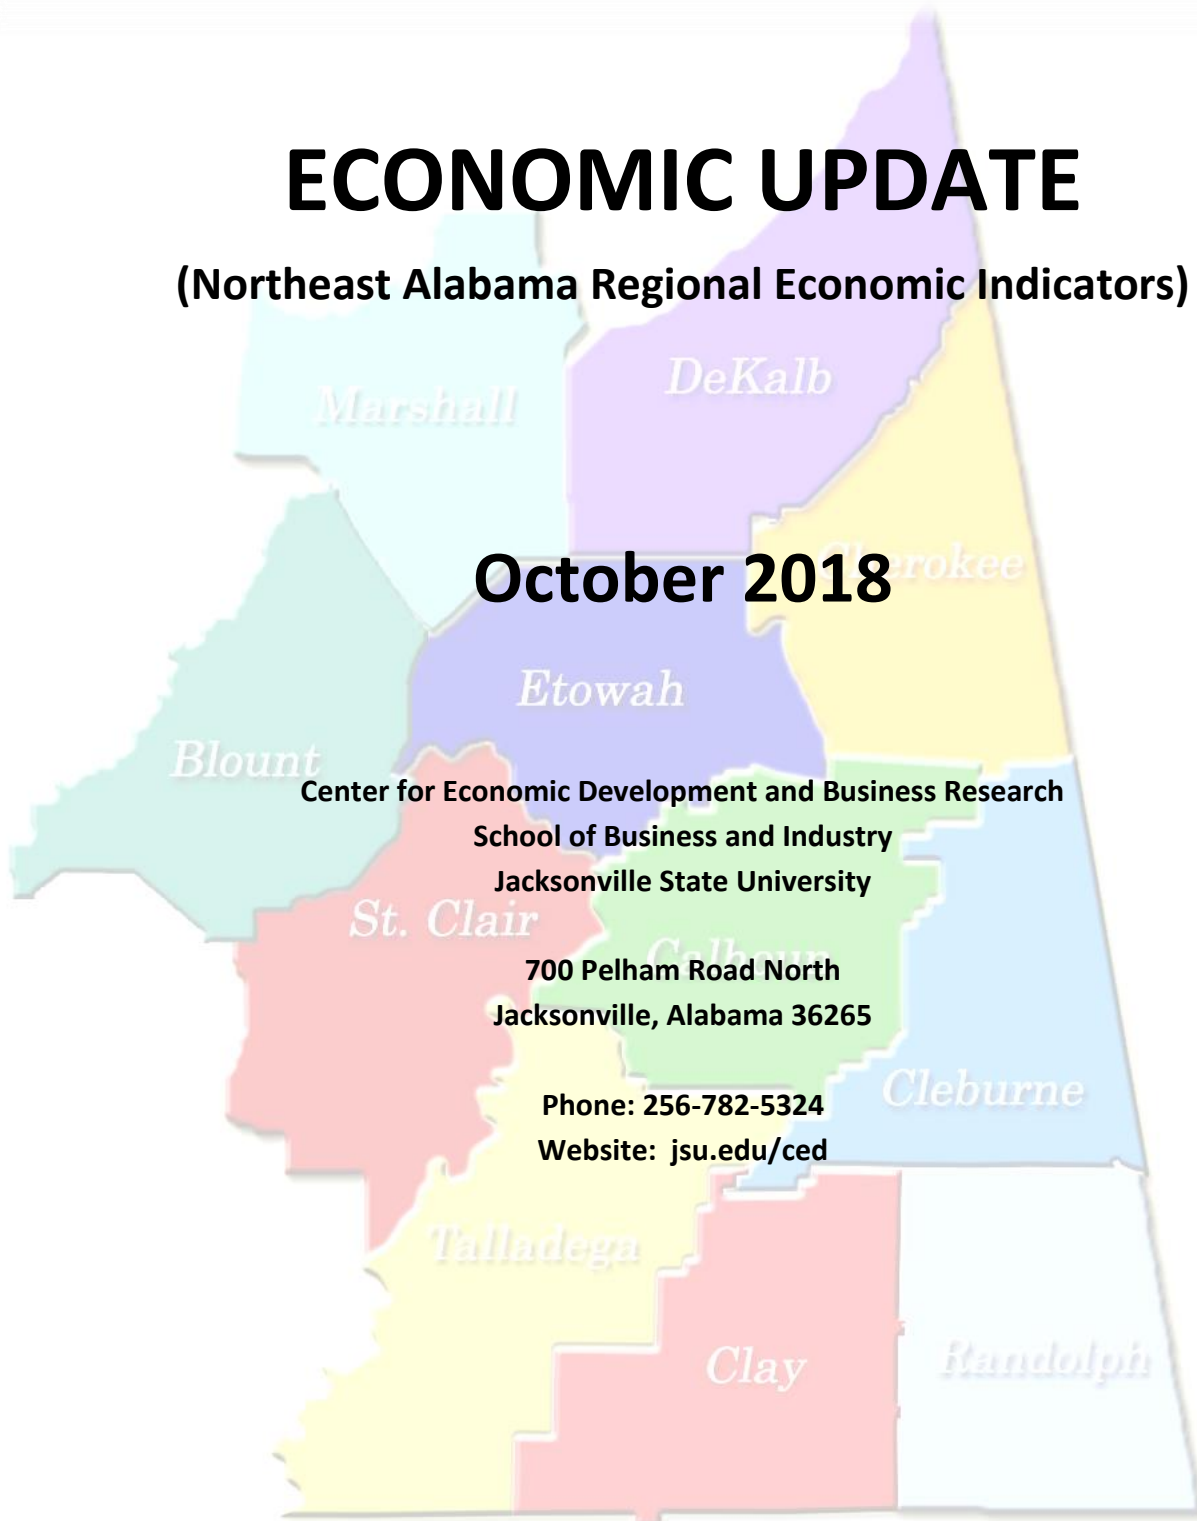 ECONOMIC UPDATE
(Northeast Alabama Regional Economic Indicators)
Marshall
DeKalb
October 2018
Cherokee
Etowah
Blount
Center for Economic Development and Business Research
School of Business and Industry
Jacksonville State University
St. Clair
Calhoun
700 Pelham Road North
Jacksonville, Alabama 36265
Cleburne
Phone: 256-782-5324
Website: jsu.edu/ced
Talladega
Clay
Randolph